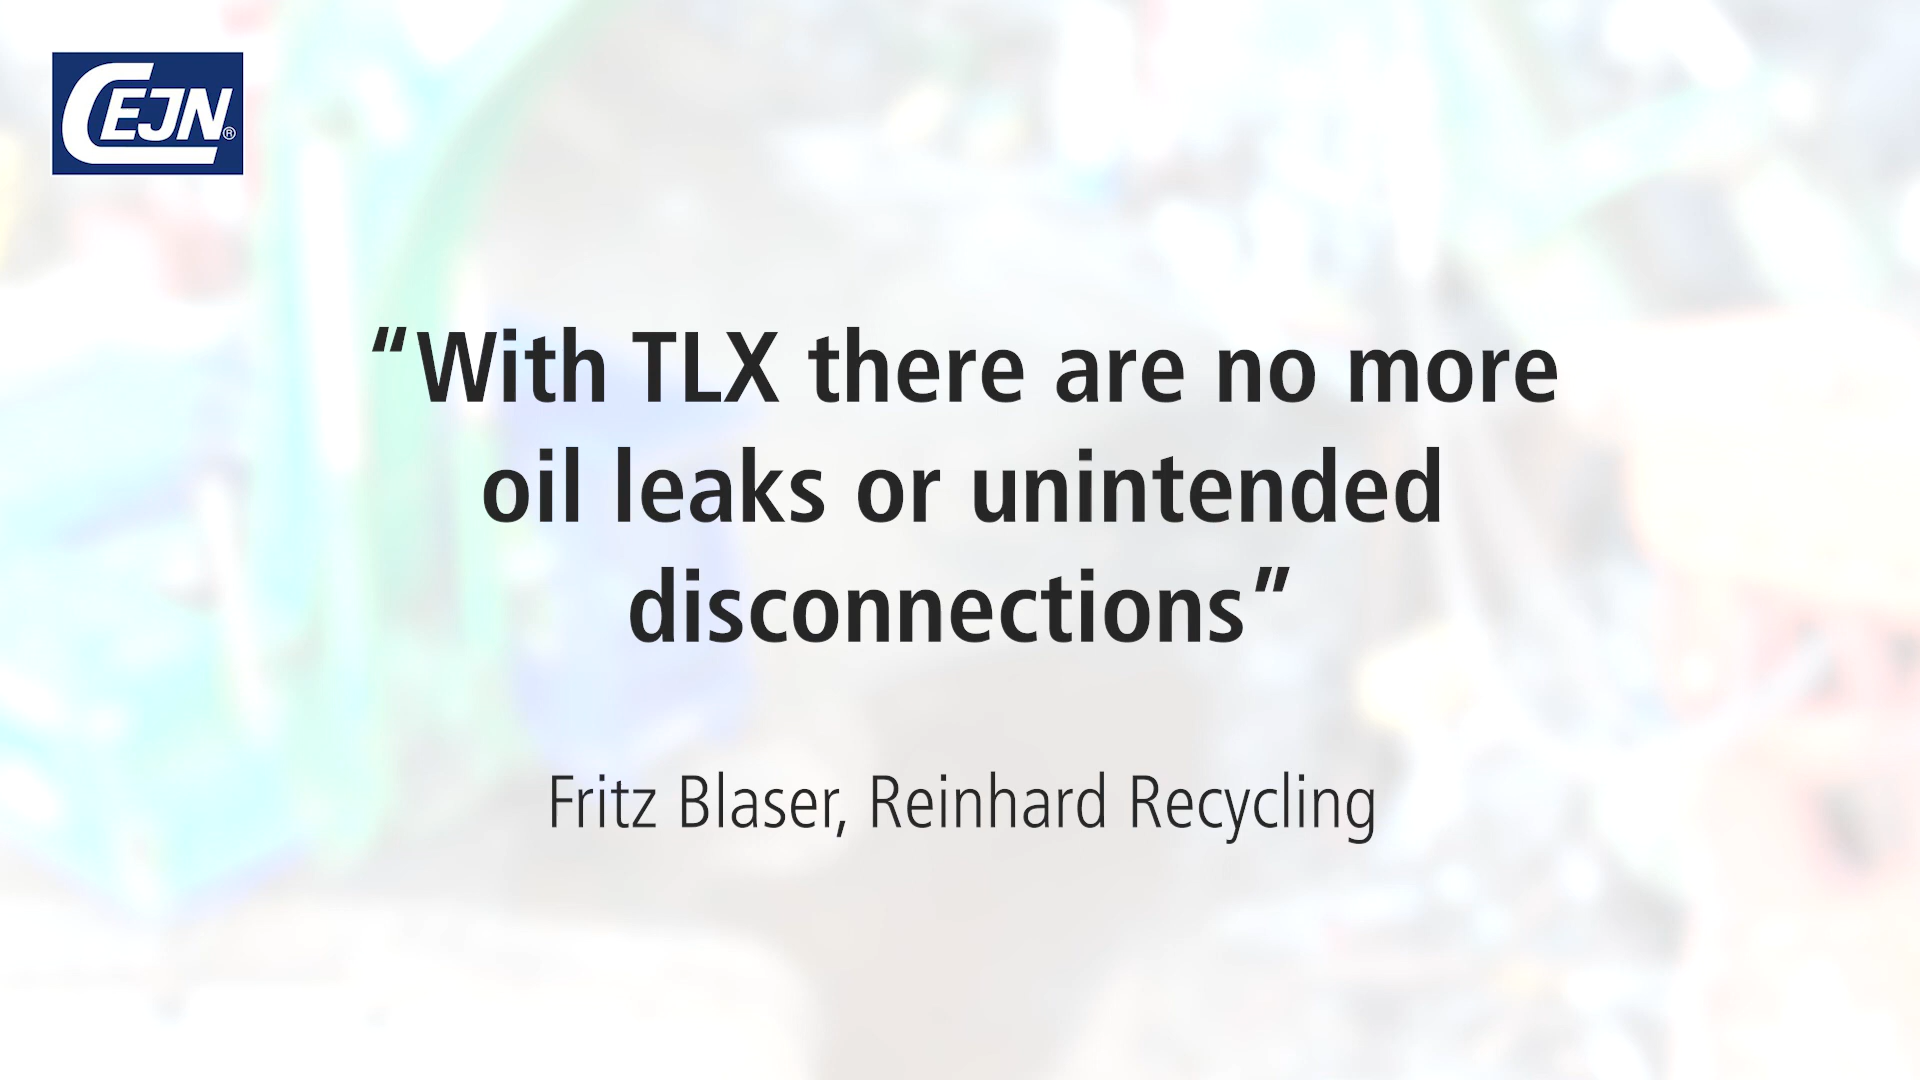 CEJN®
“With TLX there are no more
oil leaks or unintended
disconnections”
Fritz Blaser, Reinhard Recycling